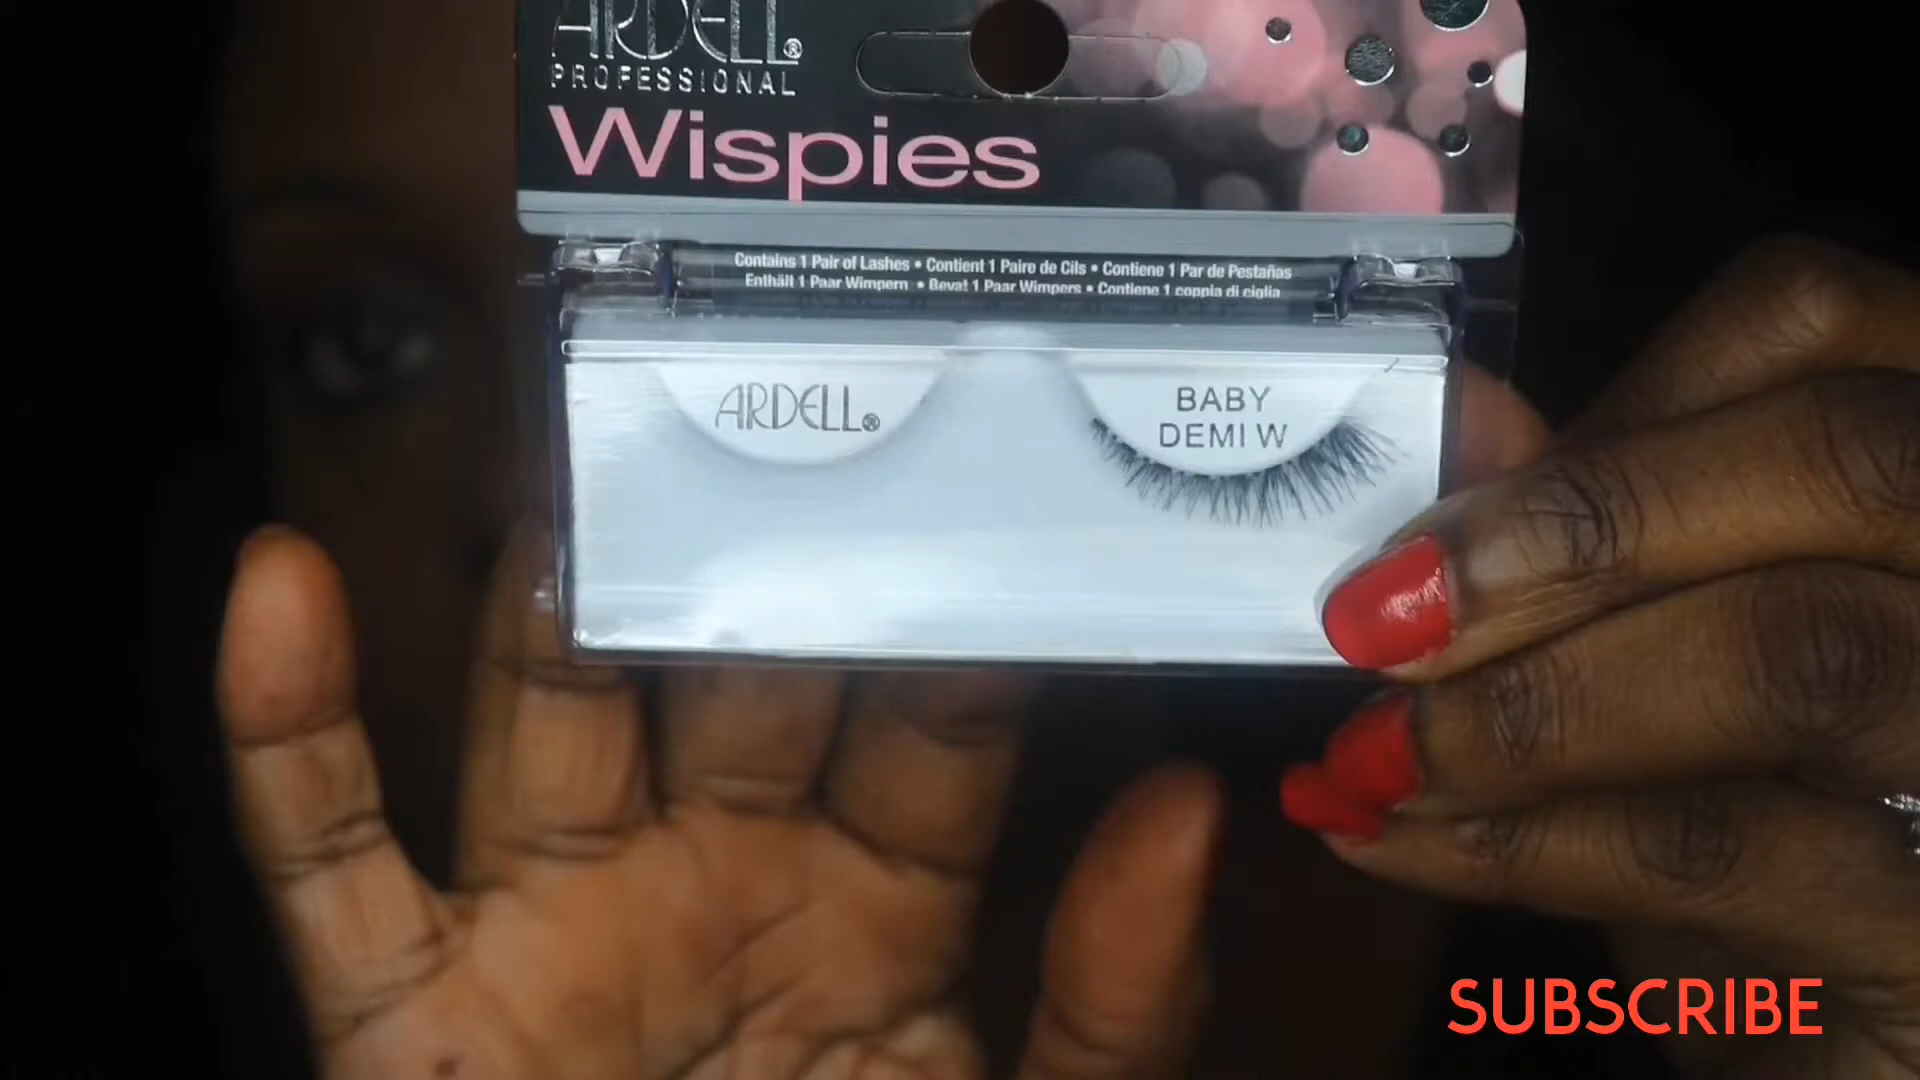 ARDELL®
PROFESSIONAL
Wispies
Contains 1 Pair of Lashes • Contient 1 Paire de Cils • Contiene 1 Par de Pestañas
Enthält 1 Paar Wimpern • Bevat 1 Paar Wimpers • Contiene 1 coppia di ciglia
ARDELL®
BABY
DEMI W
SUBSCRIBE